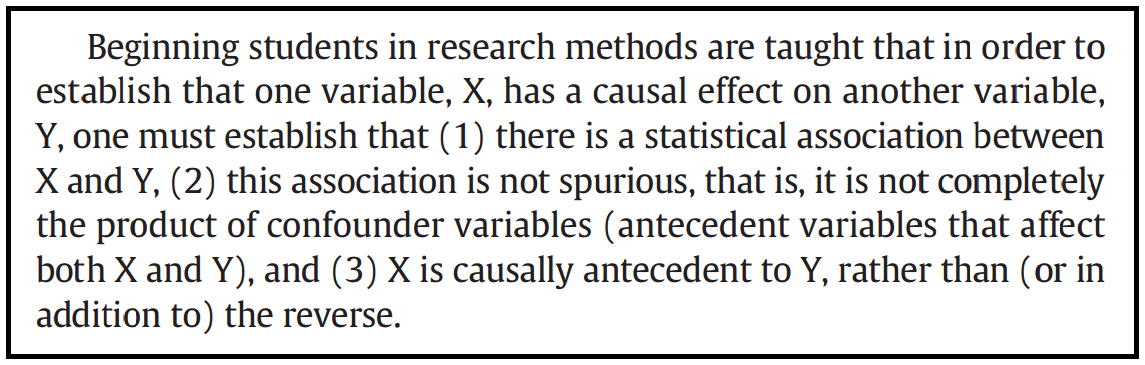 Beginning students in research methods are taught that in order to
establish that one variable, X, has a causal effect on another variable,
Y, one must establish that (1) there is a statistical association between
X and Y, (2) this association is not spurious, that is, it is not completely
the product of confounder variables (antecedent variables that affect
both X and Y), and (3) X is causally antecedent to Y, rather than (or in
addition to) the reverse.